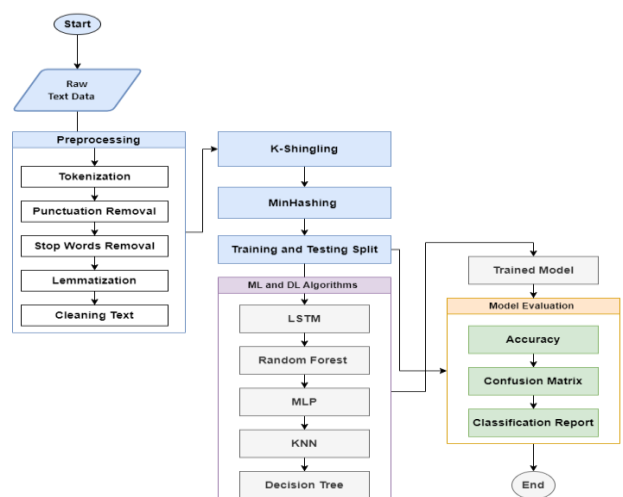 Start
Raw
Text Data
Preprocessing
Tokenization
Punctuation Removal
Stop Words Removal
Lemmatization
Cleaning Text
K-Shingling
MinHashing
Training and Testing Split
ML and DL Algorithms
LSTM
Random Forest
MLP
KNN
Decision Tree
Trained Model
Model Evaluation
Accuracy
Confusion Matrix
Classification Report
End